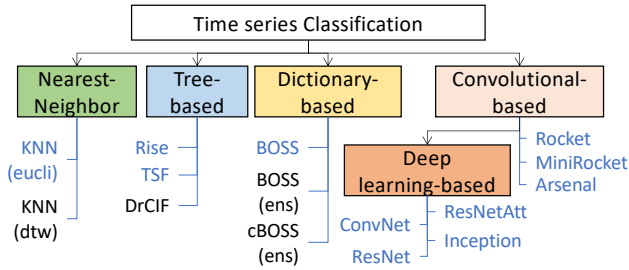 Time series Classification
Nearest-
Neighbor
Tree-
based
Dictionary-
based
Convolutional-
based
KNN
(eucli)
KNN
(dtw)
Rise
TSF
DrCIF
BOSS
BOSS
(ens)
cBOSS
(ens)
Rocket
MiniRocket
Arsenal
Deep
learning-based
ConvNet
ResNet
ResNetAtt
Inception